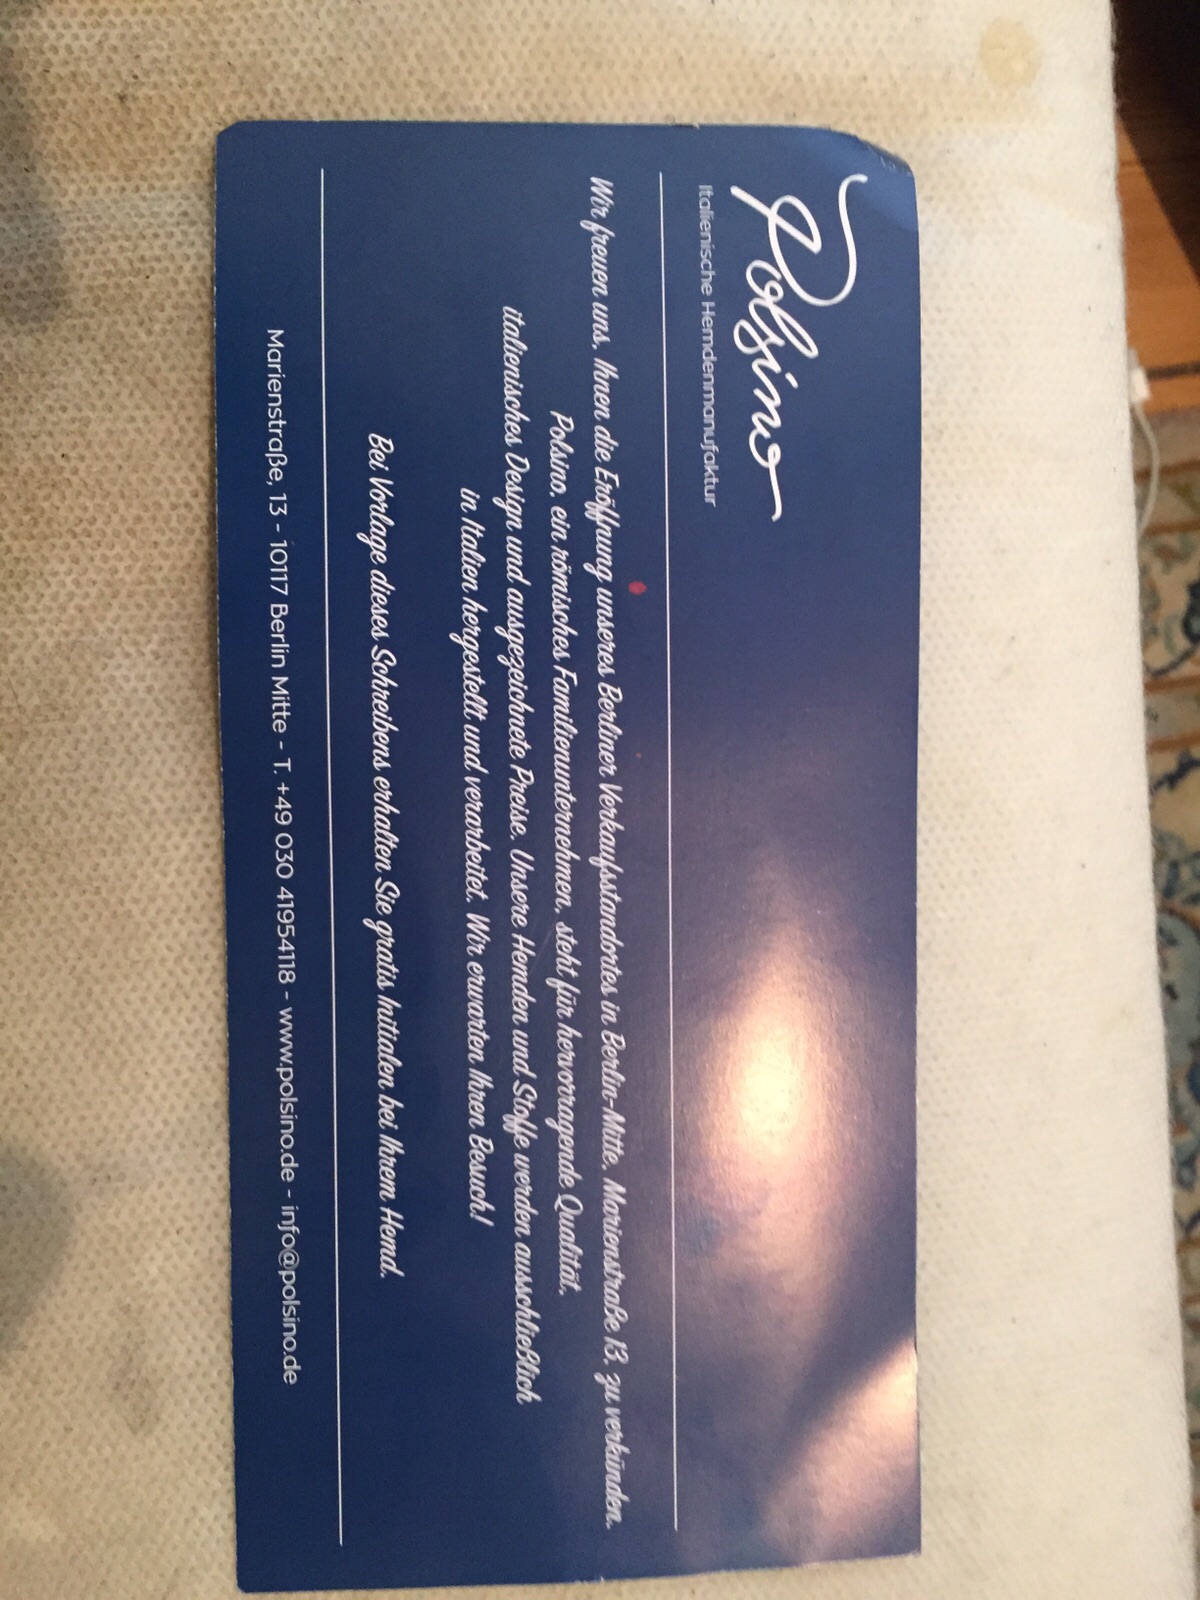 Polsino
Italienische Hemdenmanufaktur
Wir freuen uns, Ihnen die Eröffnung unseres Berliner Verkaufsstandortes in Berlin-Mitte, Marienstraße 13, zu verkünden.
Polsino, ein römisches Familienunternehmen, steht für hervorragende Qualität,
italienisches Design und ausgezeichnete Preise. Unsere Hemden und Stoffe werden ausschließlich
in Italien hergestellt und verarbeitet. Wir erwarten Ihren Besuch!
Bei Vorlage dieses Schreibens erhalten Sie gratis Initialen bei Ihrem Hemd.
Marienstraße, 13 - 10117 Berlin Mitte - T. +49 030 41954118 - www.polsino.de - info@polsino.de